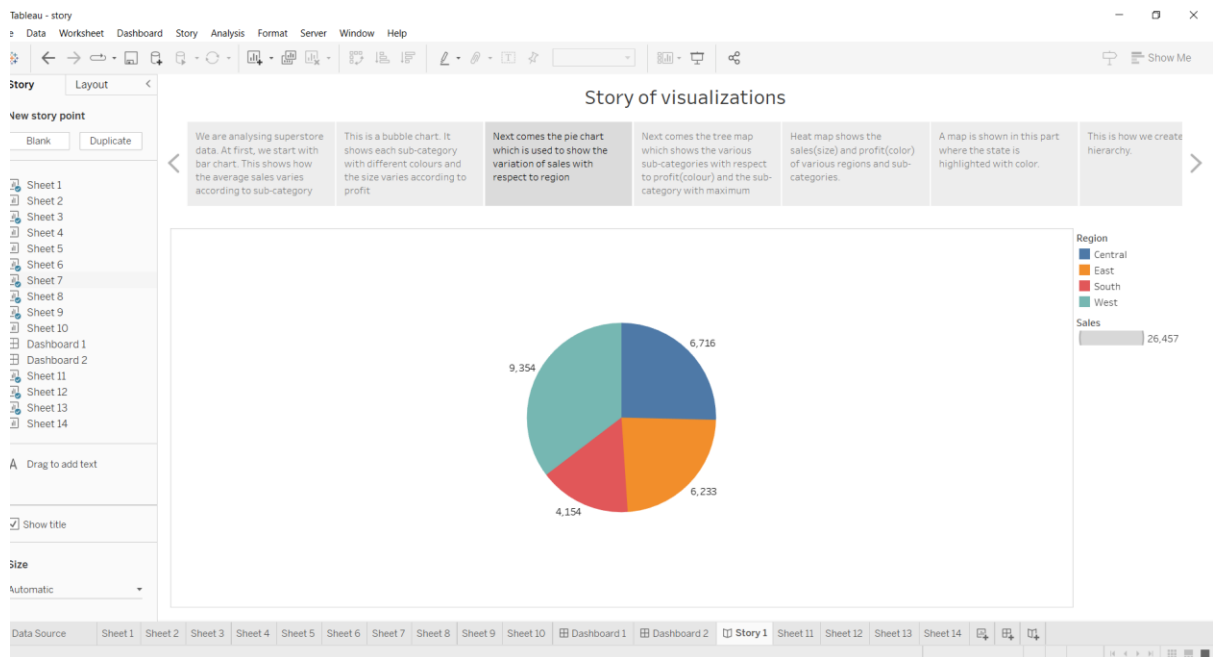 Tableau - story
e Data Worksheet Dashboard Story Analysis Format Server Window Help
Show Me
Story Layout
New story point
Blank Duplicate
Sheet 1
Sheet 2
Sheet 3
Sheet 4
Sheet 5
Sheet 6
Sheet 7
Sheet 8
Sheet 9
Sheet 10
Dashboard 1
Dashboard 2
Sheet 11
Sheet 12
Sheet 13
Sheet 14
A Drag to add text
Show title
Size
Automatic
Story of visualizations
We are analysing superstore
data. At first, we start with
bar chart. This shows how
the average sales varies
according to sub-category
This is a bubble chart. It
shows each sub-category
with different colours and
the size varies according to
profit
Next comes the pie chart
which is used to show the
variation of sales with
respect to region
Next comes the tree map
which shows the various
sub-categories with respect
to profit(colour) and the sub-
category with maximum
Heat map shows the
sales(size) and profit(color)
of various regions and sub-
categories.
A map is shown in this part
where the state is
highlighted with color.
This is how we create
hierarchy.
6,716
9,354
6,233
4,154
Region
Central
East
South
West
Sales
26,457
Data Source Sheet 1 Sheet 2 Sheet 3 Sheet 4 Sheet 5 Sheet 6 Sheet 7 Sheet 8 Sheet 9 Sheet 10 Dashboard 1 Dashboard 2 Story 1 Sheet 11 Sheet 12 Sheet 13 Sheet 14